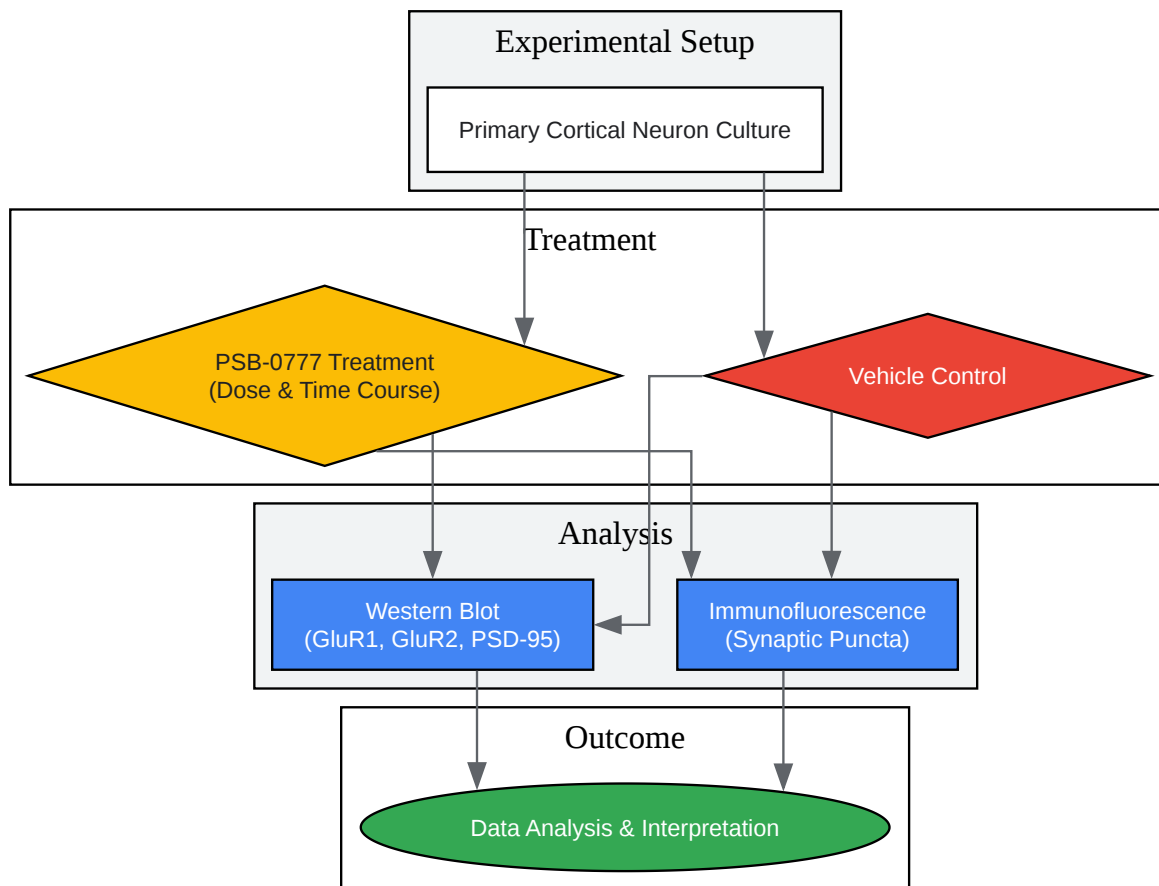 Experimental Setup
Primary Cortical Neuron Culture
Treatment
PSB-0777 Treatment
(Dose & Time Course)
Vehicle Control
Analysis
Western Blot
(GluR1, GluR2, PSD-95)
Immunofluorescence
(Synaptic Puncta)
Outcome
Data Analysis & Interpretation